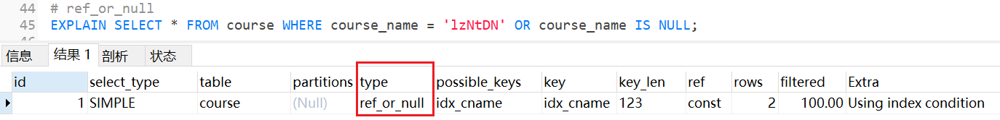 44 # ref_or_null
45 EXPLAIN SELECT * FROM course WHERE course_name = 'lzNtDN' OR course_name IS NULL;
信息 结果 1 剖析 状态
id select_type table partitions type possible_keys key key_len ref rows filtered Extra
1 SIMPLE course (Null) ref_or_null idx_cname idx_cname 123 const 2 100.00 Using index condition